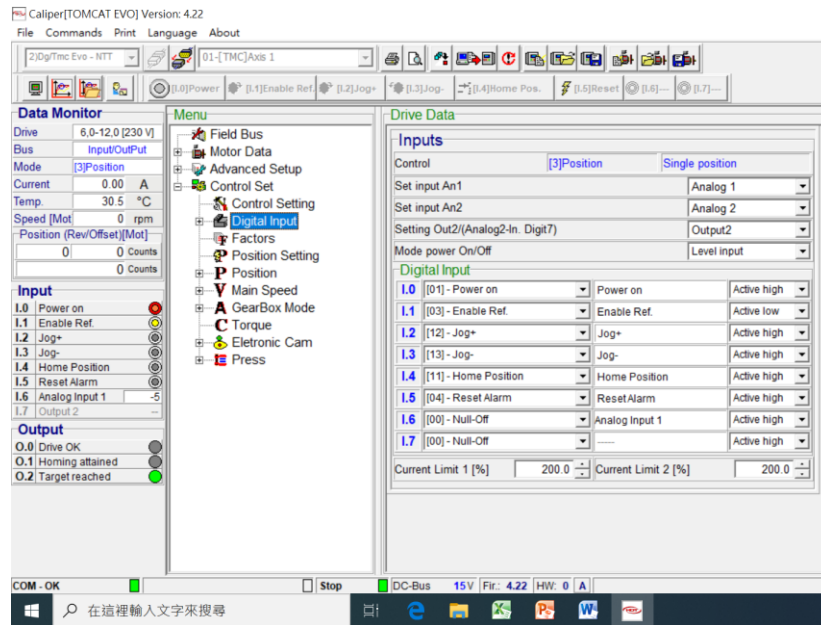 Caliper[TOMCAT EVO] Version: 4.22
File Commands Print Language About
2)Dg/Tmc Evo - NTT 01-[TMC]Axis 1
[I.0]Power [I.1]Enable Ref. [I.2]Jog+ [I.3]Jog- [I.4]Home Pos. [I.5]Reset [I.6]--- [I.7]---
Data Monitor
Drive 6,0-12,0 [230 V]
Bus Input/OutPut
Mode [3]Position
Current 0.00 A
Temp. 30.5 °C
Speed [Mot 0 rpm
Position (Rev/Offset)[Mot]
0 0 Counts
0 Counts
Input
I.0 Power on
I.1 Enable Ref.
I.2 Jog+
I.3 Jog-
I.4 Home Position
I.5 Reset Alarm
I.6 Analog Input 1 -5
I.7 Output 2 --
Output
O.0 Drive OK
O.1 Homing attained
O.2 Target reached
Menu
Field Bus
Motor Data
Advanced Setup
Control Set
Control Setting
Digital Input
Factors
Position Setting
P Position
V Main Speed
A GearBox Mode
C Torque
Eletronic Cam
Press
Drive Data
Inputs
Control [3]Position Single position
Set input An1 Analog 1
Set input An2 Analog 2
Setting Out2/(Analog2-In. Digit7) Output2
Mode power On/Off Level input
Digital Input
I.0 [01] - Power on Power on Active high
I.1 [03] - Enable Ref. Enable Ref. Active low
I.2 [12] - Jog+ Jog+ Active high
I.3 [13] - Jog- Jog- Active high
I.4 [11] - Home Position Home Position Active high
I.5 [04] - Reset Alarm Reset Alarm Active high
I.6 [00] - Null-Off Analog Input 1 Active high
I.7 [00] - Null-Off ----- Active high
Current Limit 1 [%] 200.0 Current Limit 2 [%] 200.0
COM - OK Stop DC-Bus 15 V Fir.: 4.22 HW: 0 A
在這裡輸入文字來搜尋